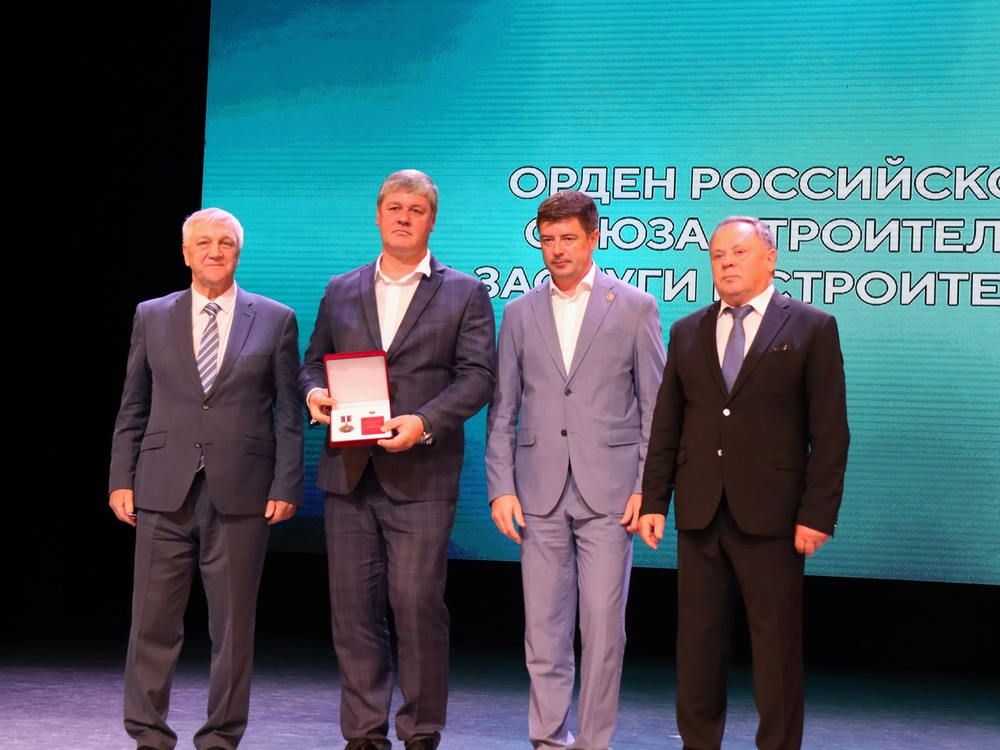 ОРДЕН РОССИЙСКО
СОЮЗА СТРОИТЕЛ
ЗАСЛУГИ В СТРОИТЕ